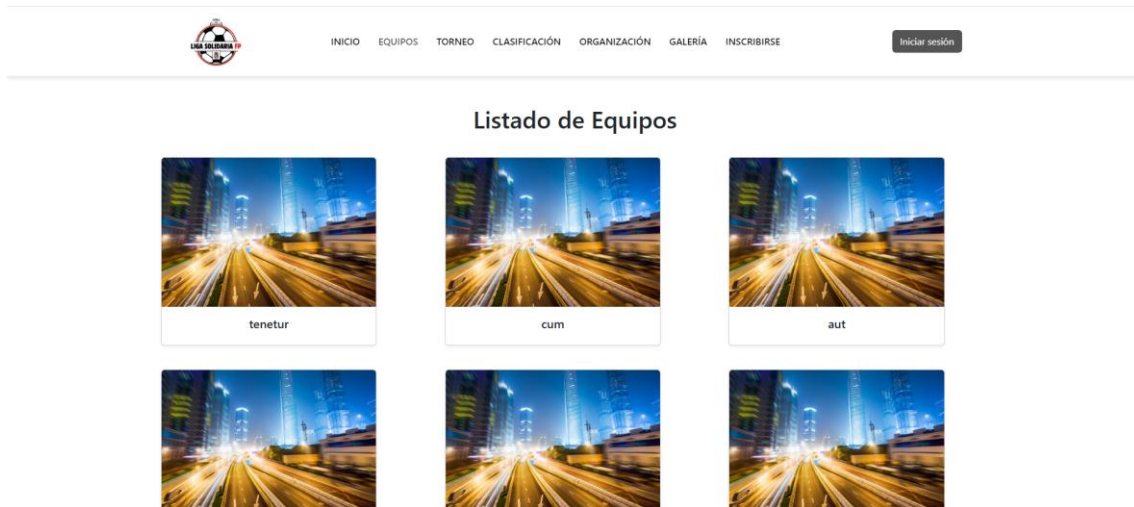 LIGA SOLIDARIA FP
INICIO EQUIPOS TORNEO CLASIFICACIÓN ORGANIZACIÓN GALERÍA INSCRIBIRSE
Iniciar sesión
Listado de Equipos
tenetur cum aut